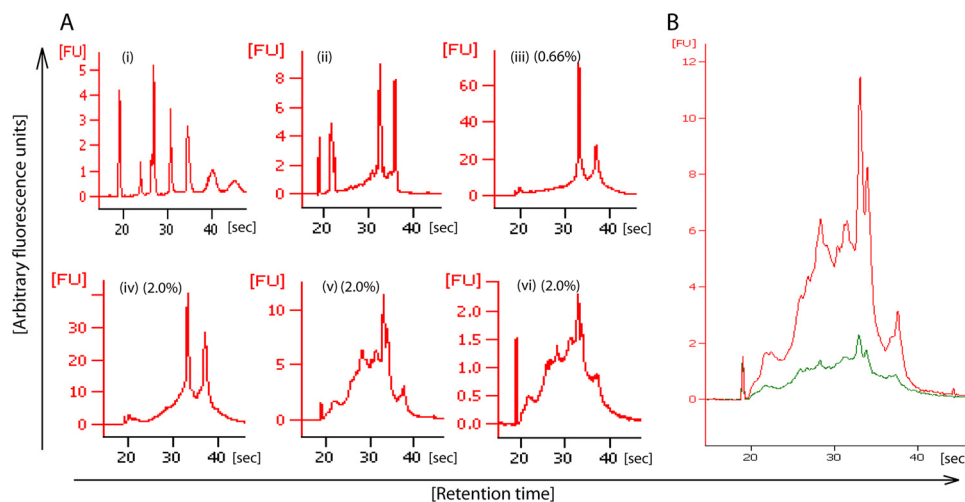 A
B
[FU]
(i)
5
4
3
2
1
0
20
30
40
[sec]
[FU]
(ii)
8
6
4
2
0
20
30
40
[sec]
[FU]
(iii) (0.66%)
60
40
20
0
20
30
40
[sec]
[FU]
(iv) (2.0%)
30
20
10
0
20
30
40
[sec]
[FU]
(v) (2.0%)
10
5
0
20
30
40
[sec]
[FU]
(vi) (2.0%)
2.0
1.5
1.0
0.5
0.0
20
30
40
[sec]
[FU]
12
10
8
6
4
2
0
20
30
40
[Arbitrary fluorescence units]
[Retention time]